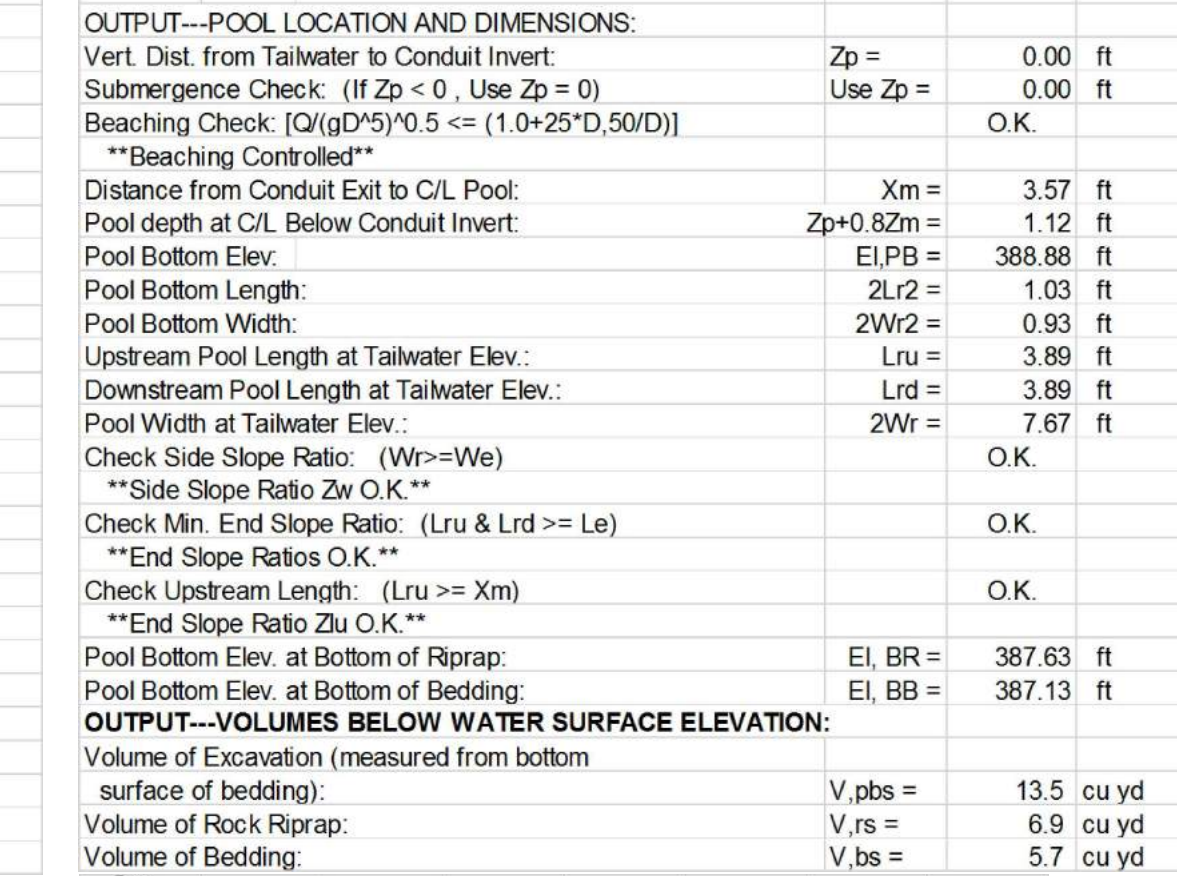 OUTPUT---POOL LOCATION AND DIMENSIONS:
Vert. Dist. from Tailwater to Conduit Invert: Zp = 0.00 ft
Submergence Check: (If Zp < 0 , Use Zp = 0) Use Zp = 0.00 ft
Beaching Check: [Q/(gD^5)^0.5 <= (1.0+25*D,50/D)] O.K.
**Beaching Controlled**
Distance from Conduit Exit to C/L Pool: Xm = 3.57 ft
Pool depth at C/L Below Conduit Invert: Zp+0.8Zm = 1.12 ft
Pool Bottom Elev: El,PB = 388.88 ft
Pool Bottom Length: 2Lr2 = 1.03 ft
Pool Bottom Width: 2Wr2 = 0.93 ft
Upstream Pool Length at Tailwater Elev.: Lru = 3.89 ft
Downstream Pool Length at Tailwater Elev.: Lrd = 3.89 ft
Pool Width at Tailwater Elev.: 2Wr = 7.67 ft
Check Side Slope Ratio: (Wr>=We) O.K.
**Side Slope Ratio Zw O.K.**
Check Min. End Slope Ratio: (Lru & Lrd >= Le) O.K.
**End Slope Ratios O.K.**
Check Upstream Length: (Lru >= Xm) O.K.
**End Slope Ratio Zlu O.K.**
Pool Bottom Elev. at Bottom of Riprap: El, BR = 387.63 ft
Pool Bottom Elev. at Bottom of Bedding: El, BB = 387.13 ft
OUTPUT---VOLUMES BELOW WATER SURFACE ELEVATION:
Volume of Excavation (measured from bottom
surface of bedding): V,pbs = 13.5 cu yd
Volume of Rock Riprap: V,rs = 6.9 cu yd
Volume of Bedding: V,bs = 5.7 cu yd